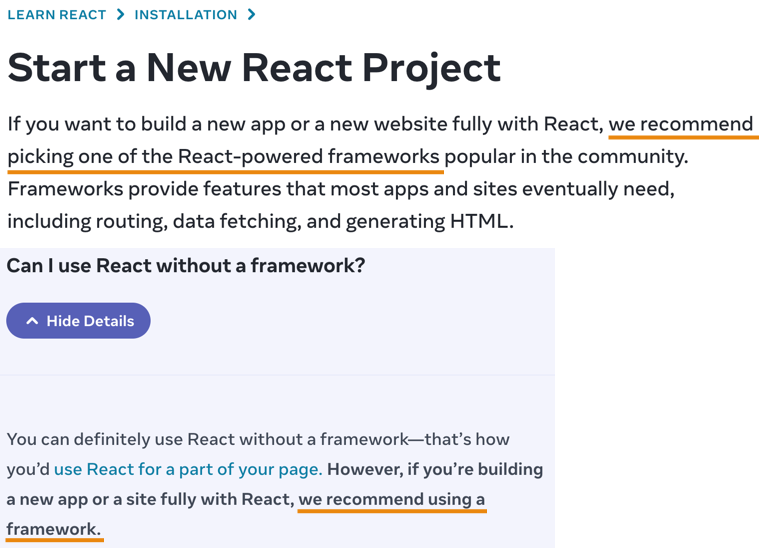 LEARN REACT > INSTALLATION >
Start a New React Project
If you want to build a new app or a new website fully with React, we recommend
picking one of the React-powered frameworks popular in the community.
Frameworks provide features that most apps and sites eventually need,
including routing, data fetching, and generating HTML.
Can I use React without a framework?
Hide Details
You can definitely use React without a framework—that’s how
you’d use React for a part of your page. However, if you’re building
a new app or a site fully with React, we recommend using a
framework.